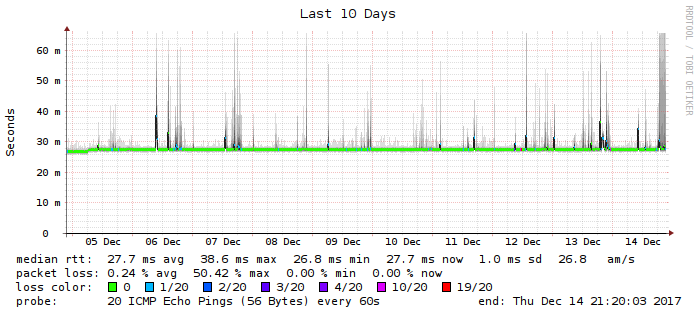 Last 10 Days
RRDTOOL / TOBI OETIKER
Seconds
60 m
50 m
40 m
30 m
20 m
10 m
0
05 Dec 06 Dec 07 Dec 08 Dec 09 Dec 10 Dec 11 Dec 12 Dec 13 Dec 14 Dec
median rtt: 27.7 ms avg 38.6 ms max 26.8 ms min 27.7 ms now 1.0 ms sd 26.8 am/s
packet loss: 0.24 % avg 50.42 % max 0.00 % min 0.00 % now
loss color: 0 1/20 2/20 3/20 4/20 10/20 19/20
probe: 20 ICMP Echo Pings (56 Bytes) every 60s end: Thu Dec 14 21:20:03 2017